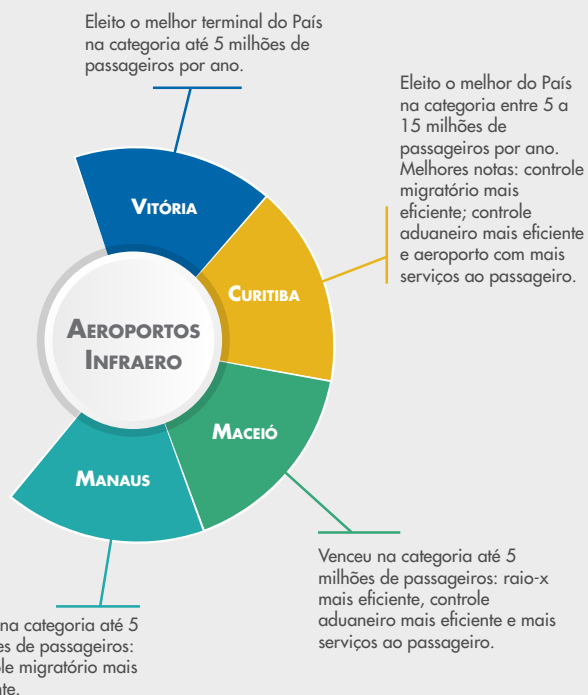 Eleito o melhor terminal do País
na categoria até 5 milhões de
passageiros por ano.
Eleito o melhor do País
na categoria entre 5 a
15 milhões de
passageiros por ano.
Melhores notas: controle
migratório mais
eficiente; controle
aduaneiro mais eficiente
e aeroporto com mais
serviços ao passageiro.
VITÓRIA
CURITIBA
AEROPORTOS
INFRAERO
MACEIÓ
MANAUS
Venceu na categoria até 5
milhões de passageiros: raio-x
mais eficiente, controle
aduaneiro mais eficiente e mais
serviços ao passageiro.
na categoria até 5
de passageiros:
migratório mais